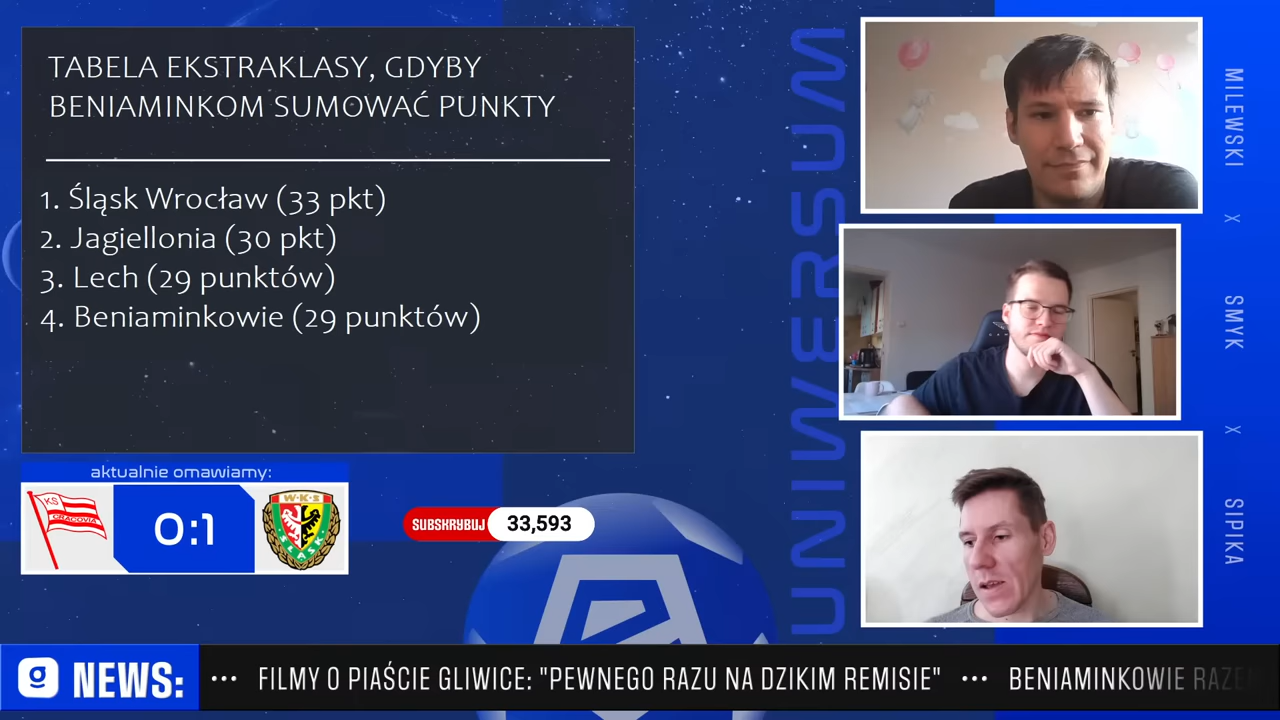 TABELA EKSTRAKLASY, GDYBY
BENIAMINKOM SUMOWAĆ PUNKTY
1. Śląsk Wrocław (33 pkt)
2. Jagiellonia (30 pkt)
3. Lech (29 punktów)
4. Beniaminkowie (29 punktów)
aktualnie omawiamy:
KS
CRACOVIA
0:1
W·K·S
ŚLĄSK
SUBSKRYBUJ
33,593
UNIWERSUM
MILEWSKI
X
SMYK
X
SIPIKA
g NEWS:
••• FILMY O PIAŚCIE GLIWICE: "PEWNEGO RAZU NA DZIKIM REMISIE" ••• BENIAMINKOWIE RAZE